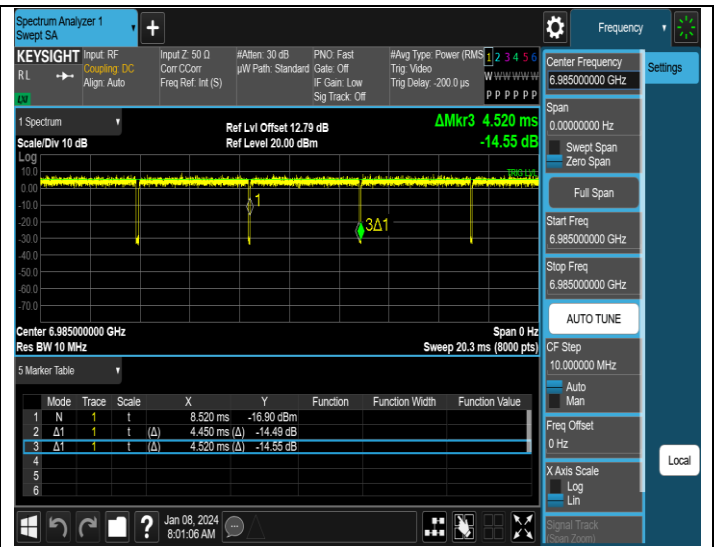 Spectrum Analyzer 1
Swept SA
+
Frequency
KEYSIGHT
RL
LXI
Input: RF
Coupling: DC
Align: Auto
Input Z: 50 Ω
Corr CCorr
Freq Ref: Int (S)
#Atten: 30 dB
µW Path: Standard
PNO: Fast
Gate: Off
IF Gain: Low
Sig Track: Off
#Avg Type: Power (RMS
Trig: Video
Trig Delay: -200.0 µs
1 2 3 4 5 6
W W W W W W
P P P P P P
1 Spectrum
Scale/Div 10 dB
Log
Ref Lvl Offset 12.79 dB
Ref Level 20.00 dBm
ΔMkr3 4.520 ms
-14.55 dB
10.0
TRIG LVL
0.00
-10.0
1
-20.0
3Δ1
-30.0
-40.0
-50.0
-60.0
-70.0
Center 6.985000000 GHz
Span 0 Hz
Res BW 10 MHz
Sweep 20.3 ms (8000 pts)
5 Marker Table
Mode Trace Scale X Y Function Function Width Function Value
1 N 1 t 8.520 ms -16.90 dBm
2 Δ1 1 t (Δ) 4.450 ms (Δ) -14.49 dB
3 Δ1 1 t (Δ) 4.520 ms (Δ) -14.55 dB
4
5
6
?
Jan 08, 2024
8:01:06 AM
Center Frequency
6.985000000 GHz
Settings
Span
0.00000000 Hz
Swept Span
Zero Span
Full Span
Start Freq
6.985000000 GHz
Stop Freq
6.985000000 GHz
AUTO TUNE
CF Step
10.000000 MHz
Auto
Man
Freq Offset
0 Hz
Local
X Axis Scale
Log
Lin
Signal Track
(Span Zoom)